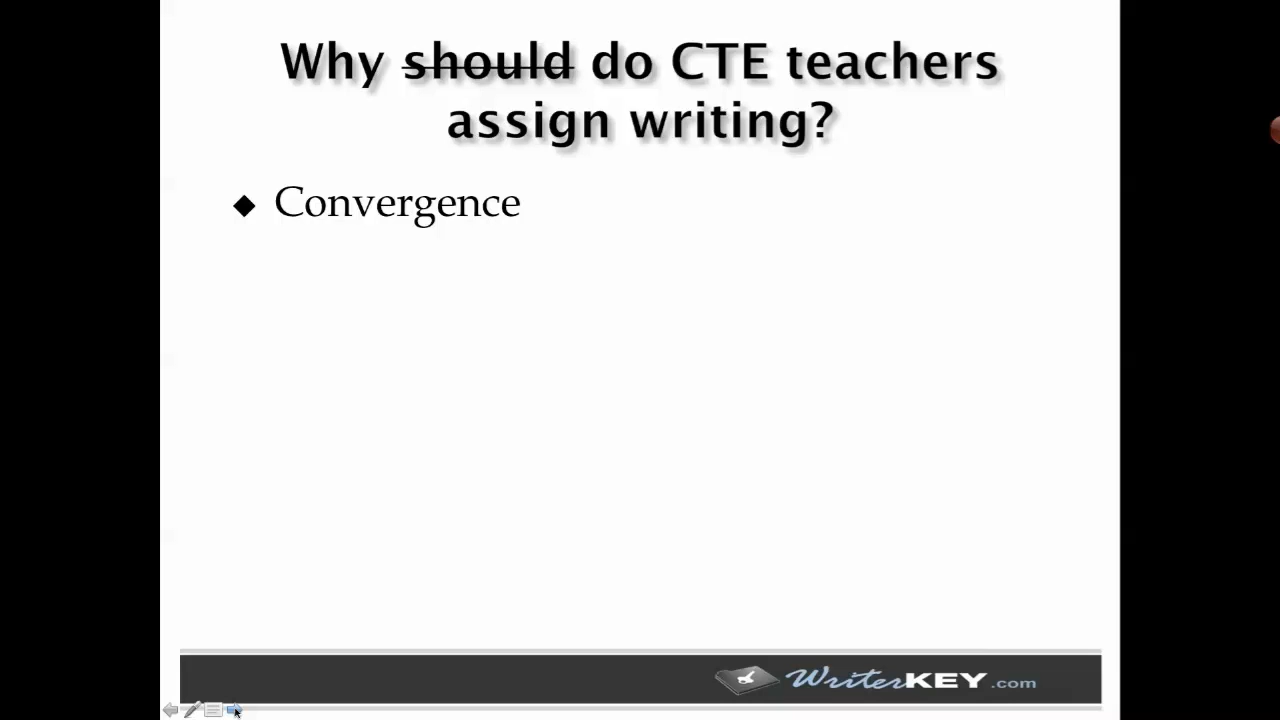 Why should do CTE teachers
assign writing?
◆ Convergence
WriterKEY.com